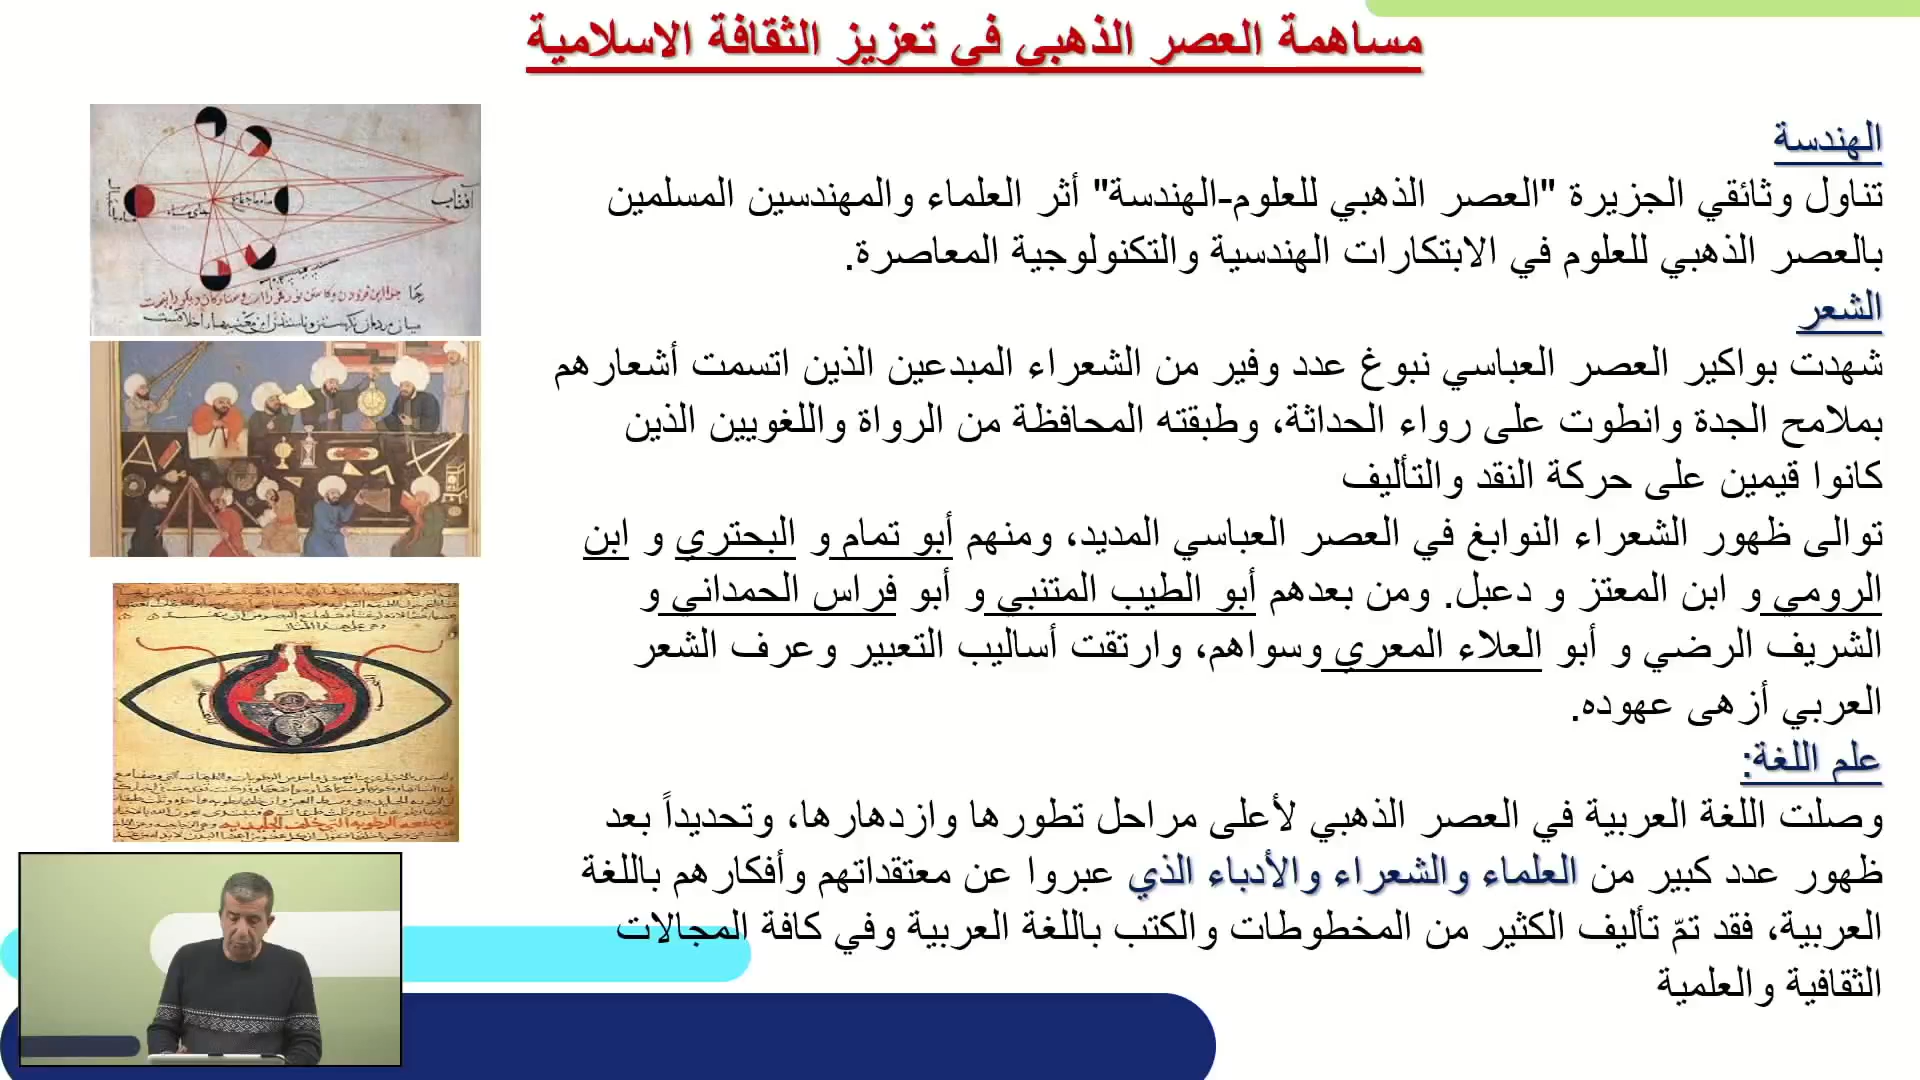 مساهمة العصر الذهبي في تعزيز الثقافة الاسلامية
الهندسة
تناول وثائقي الجزيرة "العصر الذهبي للعلوم-الهندسة" أثر العلماء والمهندسين المسلمين
بالعصر الذهبي للعلوم في الابتكارات الهندسية والتكنولوجية المعاصرة.
الشعر
شهدت بواكير العصر العباسي نبوغ عدد وفير من الشعراء المبدعين الذين اتسمت أشعارهم
بملامح الجدة وانطوت على رواء الحداثة، وطبقته المحافظة من الرواة واللغويين الذين
كانوا قيمين على حركة النقد والتأليف
توالى ظهور الشعراء النوابغ في العصر العباسي المديد، ومنهم أبو تمام و البحتري و ابن
الرومي و ابن المعتز و دعبل. ومن بعدهم أبو الطيب المتنبي و أبو فراس الحمداني و
الشريف الرضي و أبو العلاء المعري وسواهم، وارتقت أساليب التعبير وعرف الشعر
العربي أزهى عهوده.
علم اللغة:
وصلت اللغة العربية في العصر الذهبي لأعلى مراحل تطورها وازدهارها، وتحديداً بعد
ظهور عدد كبير من العلماء والشعراء والأدباء الذي عبروا عن معتقداتهم وأفكارهم باللغة
العربية، فقد تمّ تأليف الكثير من المخطوطات والكتب باللغة العربية وفي كافة المجالات
الثقافية والعلمية